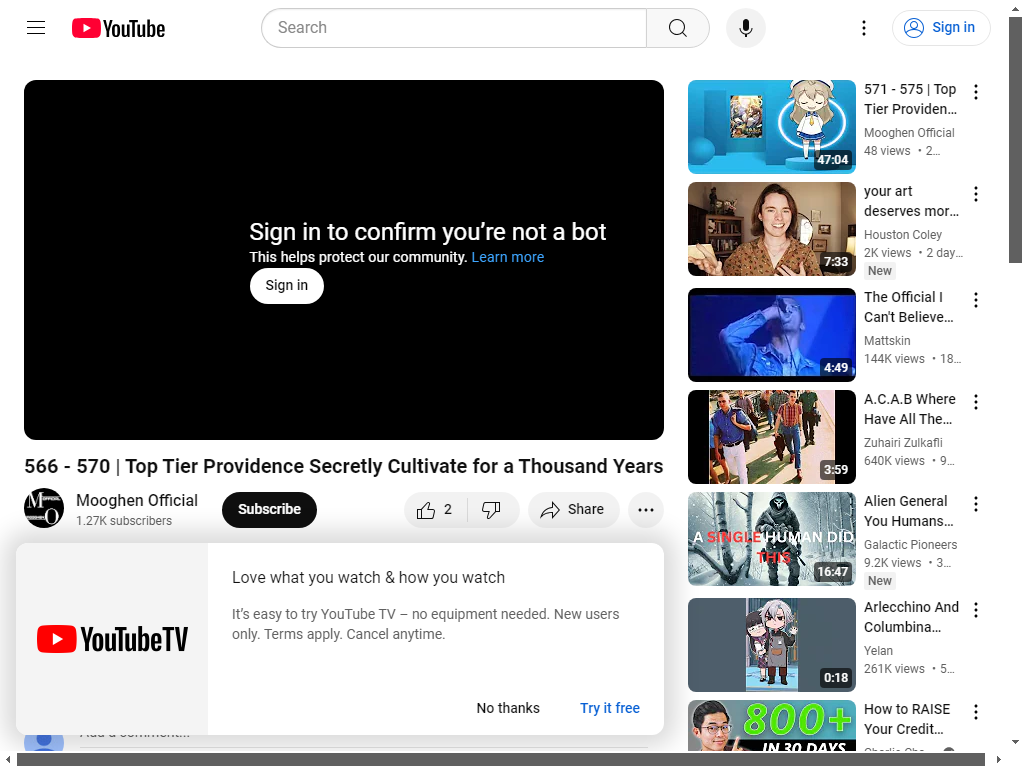 YouTube
Search
Sign in
Sign in to confirm you're not a bot
This helps protect our community. Learn more
Sign in
566 - 570 | Top Tier Providence Secretly Cultivate for a Thousand Years
Mooghen Official
1.27K subscribers
Subscribe
2
Share
YouTubeTV
Love what you watch & how you watch
It's easy to try YouTube TV – no equipment needed. New users
only. Terms apply. Cancel anytime.
No thanks
Try it free
47:04
571 - 575 | Top
Tier Providen...
Mooghen Official
48 views • 2...
7:33
your art
deserves mor...
Houston Coley
2K views • 2 day...
New
4:49
The Official I
Can't Believe...
Mattskin
144K views • 18...
3:59
A.C.A.B Where
Have All The...
Zuhairi Zulkafli
640K views • 9...
A SINGLE HUMAN DID
THIS
16:47
Alien General
You Humans...
Galactic Pioneers
9.2K views • 3...
New
0:18
Arlecchino And
Columbina...
Yelan
261K views • 5...
800+
IN 30 DAYS
How to RAISE
Your Credit...